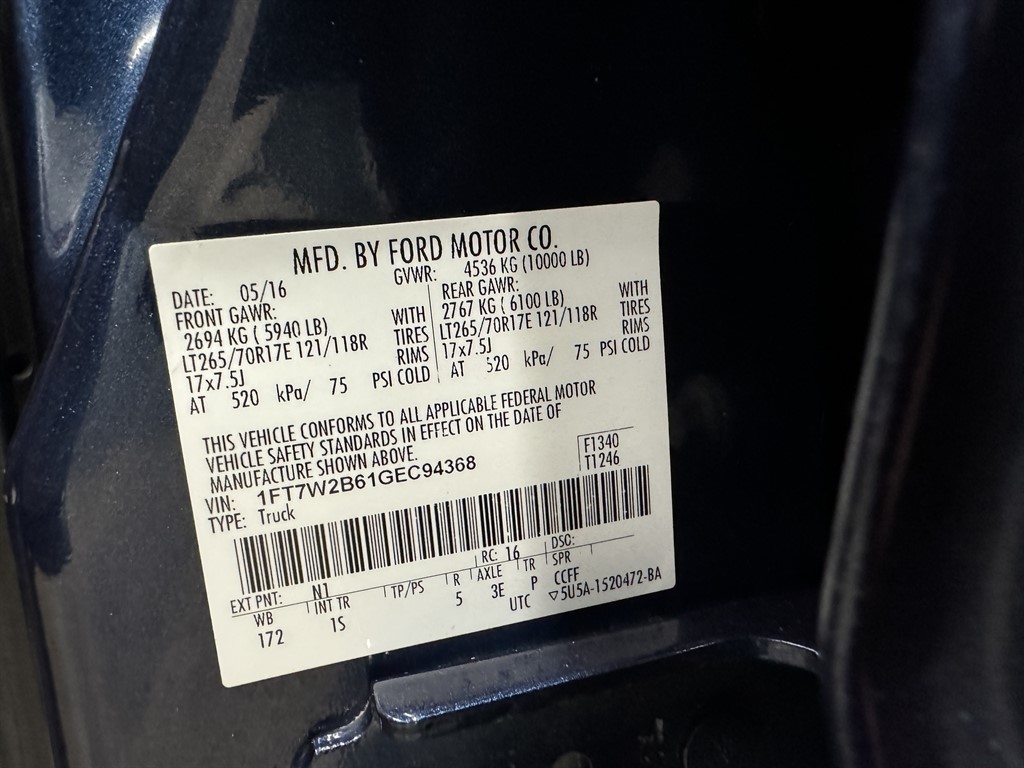 MFD. BY FORD MOTOR CO.
DATE: 05/16 GVWR: 4536 KG (10000 LB)
FRONT GAWR: REAR GAWR:
2694 KG ( 5940 LB) WITH 2767 KG ( 6100 LB) WITH
LT265/70R17E 121/118R TIRES LT265/70R17E 121/118R TIRES
17x7.5J RIMS 17x7.5J RIMS
AT 520 kPa/ 75 PSI COLD AT 520 kPa/ 75 PSI COLD
THIS VEHICLE CONFORMS TO ALL APPLICABLE FEDERAL MOTOR
VEHICLE SAFETY STANDARDS IN EFFECT ON THE DATE OF
MANUFACTURE SHOWN ABOVE.
F1340
T1246
VIN: 1FT7W2B61GEC94368
TYPE: Truck
EXT PNT: N1 RC: 16 DSO:
WB INT TR TP/PS R AXLE TR SPR
172 1S 5 3E P CCFF
UTC ▽5U5A-1520472-BA